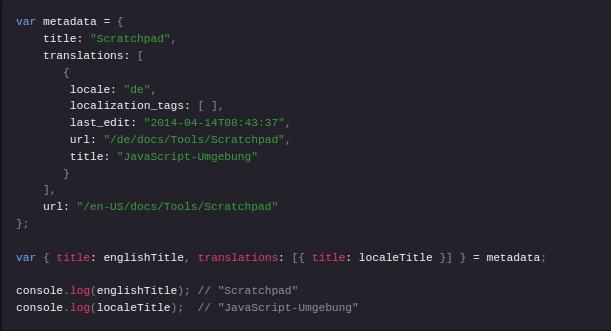 var metadata = {
    title: "Scratchpad",
    translations: [
       {
        locale: "de",
        localization_tags: [ ],
        last_edit: "2014-04-14T08:43:37",
        url: "/de/docs/Tools/Scratchpad",
        title: "JavaScript-Umgebung"
       }
    ],
    url: "/en-US/docs/Tools/Scratchpad"
};

var { title: englishTitle, translations: [{ title: localeTitle }] } = metadata;

console.log(englishTitle); // "Scratchpad"
console.log(localeTitle);  // "JavaScript-Umgebung"